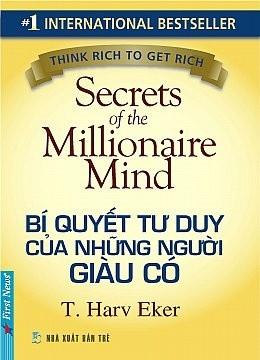 #1 INTERNATIONAL BESTSELLER
THINK RICH TO GET RICH
Secrets
of the
Millionaire
Mind
BÍ QUYẾT TƯ DUY
CỦA NHỮNG NGƯỜI
GIÀU CÓ
T. Harv Eker
First News
NHÀ XUẤT BẢN TRẺ